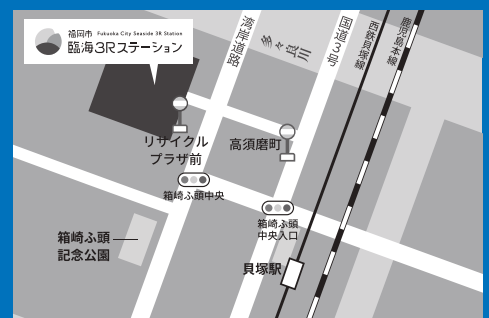 福岡市 Fukuoka City Seaside 3R Station
臨海3Rステーション
湾岸道路
多々良川
国道3号
西鉄貝塚線
鹿児島本線
リサイクル
プラザ前
高須磨町
箱崎ふ頭中央
箱崎ふ頭
中央入口
箱崎ふ頭
記念公園
貝塚駅